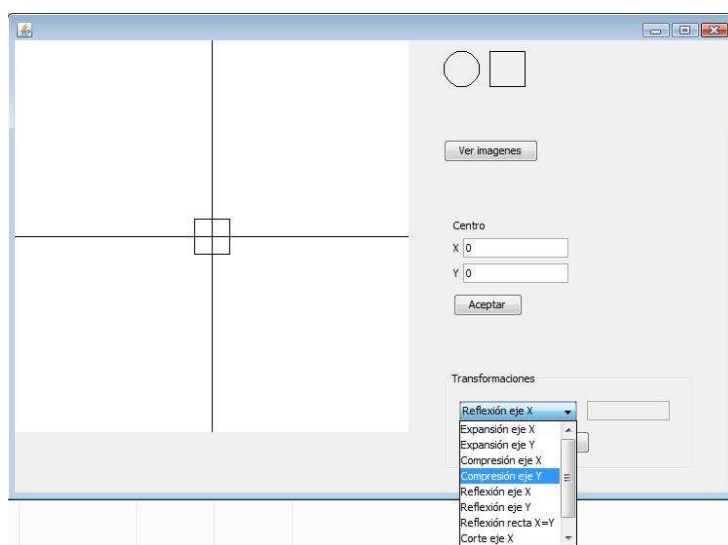 Ver imagenes
Centro
X 0
Y 0
Aceptar
Transformaciones
Reflexión eje X
Expansión eje X
Expansión eje Y
Compresión eje X
Compresión eje Y
Reflexión eje X
Reflexión eje Y
Reflexión recta X=Y
Corte eje X